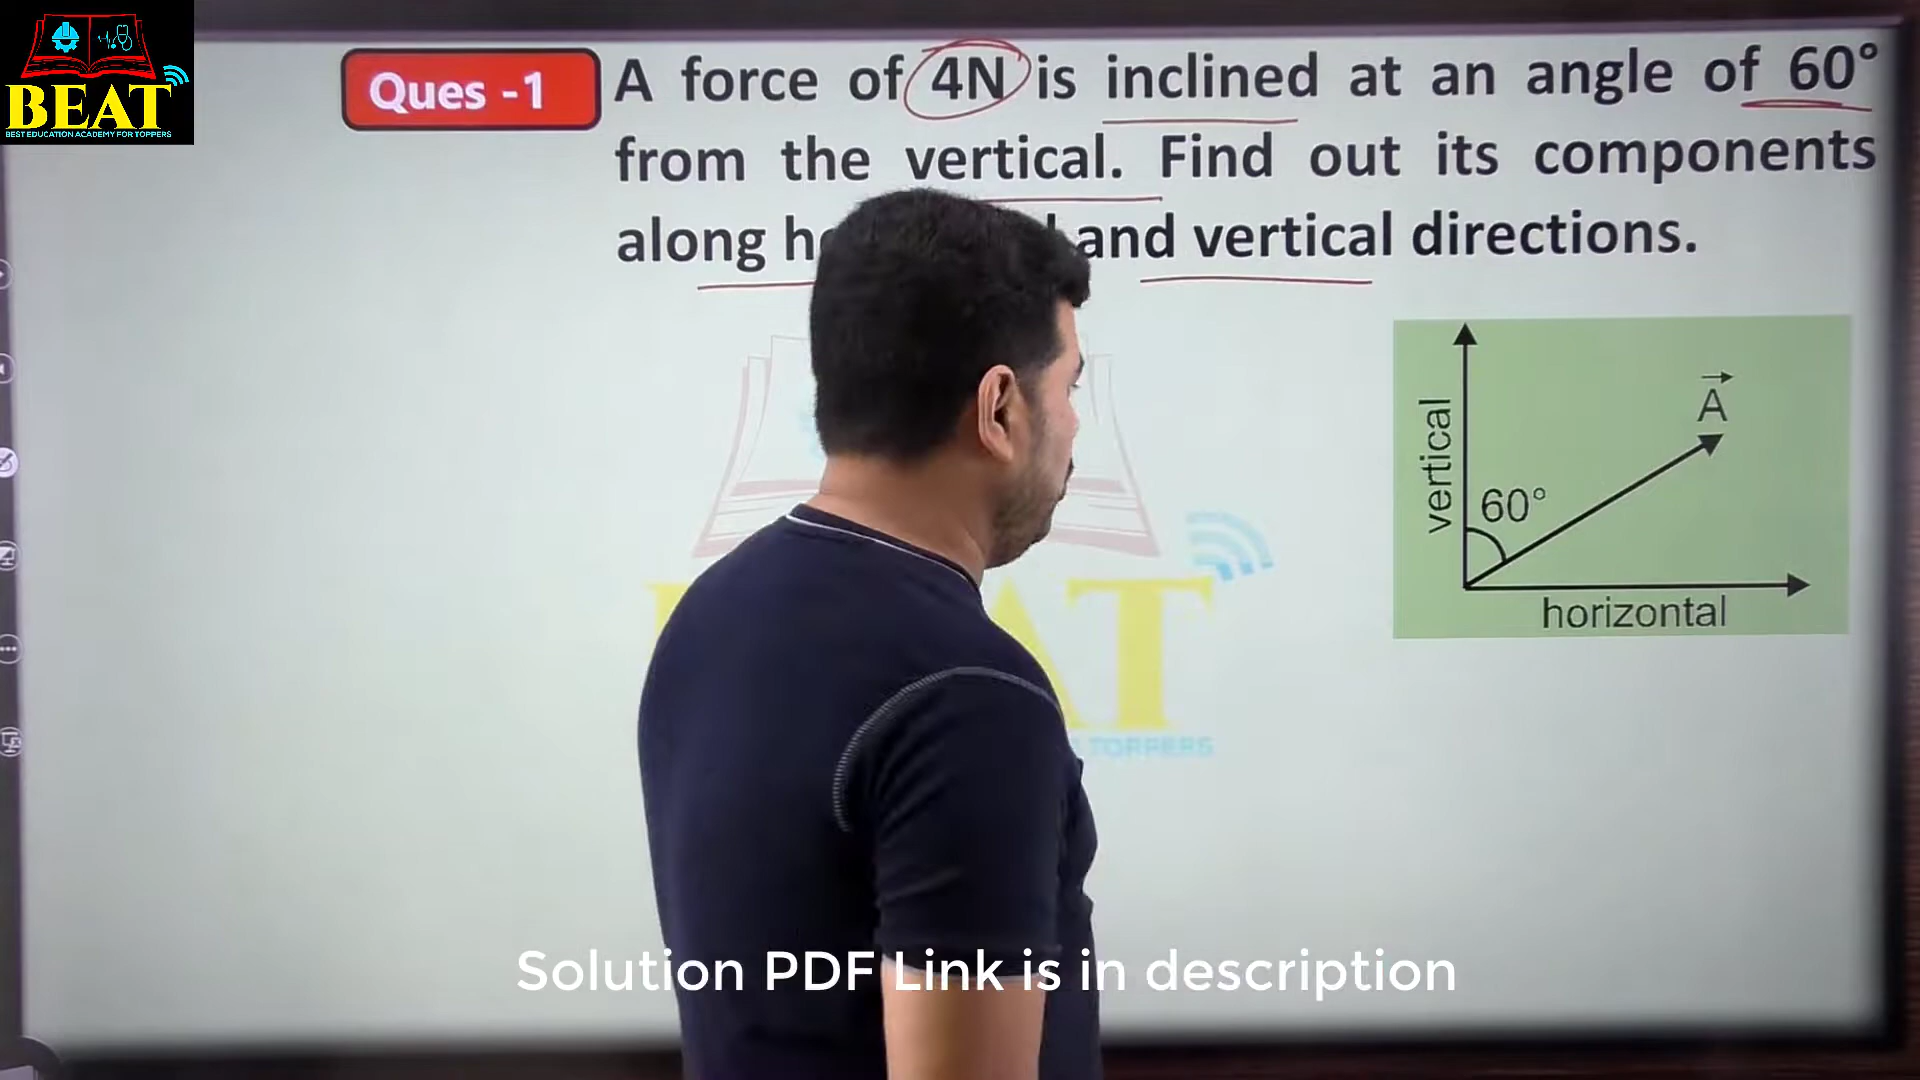 BEAT
BEST EDUCATION ACADEMY FOR TOPPERS
Ques -1
A force of 4N is inclined at an angle of 60°
from the vertical. Find out its components
along and vertical directions.
vertical
60°
A
horizontal
AT
TOPPERS
Solution PDF Link is in description